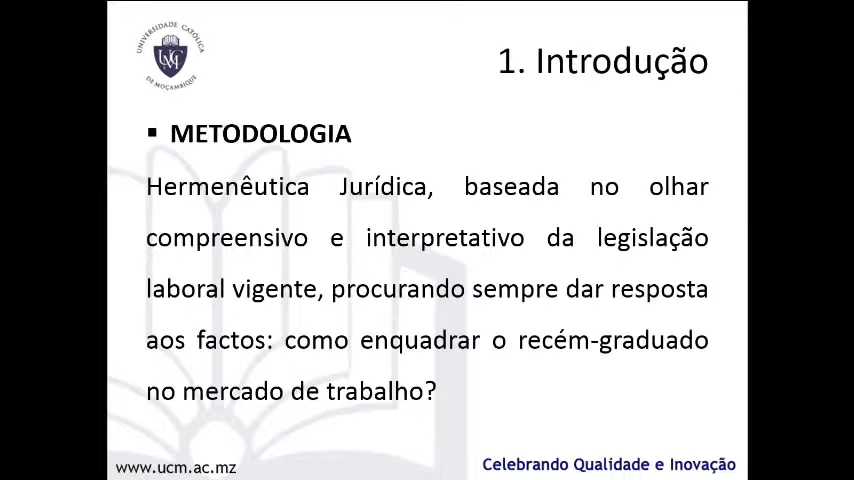 UNIVERSIDADE CATÓLICA
DE MOÇAMBIQUE
1. Introdução
▪ METODOLOGIA
Hermenêutica Jurídica, baseada no olhar
compreensivo e interpretativo da legislação
laboral vigente, procurando sempre dar resposta
aos factos: como enquadrar o recém-graduado
no mercado de trabalho?
www.ucm.ac.mz
Celebrando Qualidade e Inovação